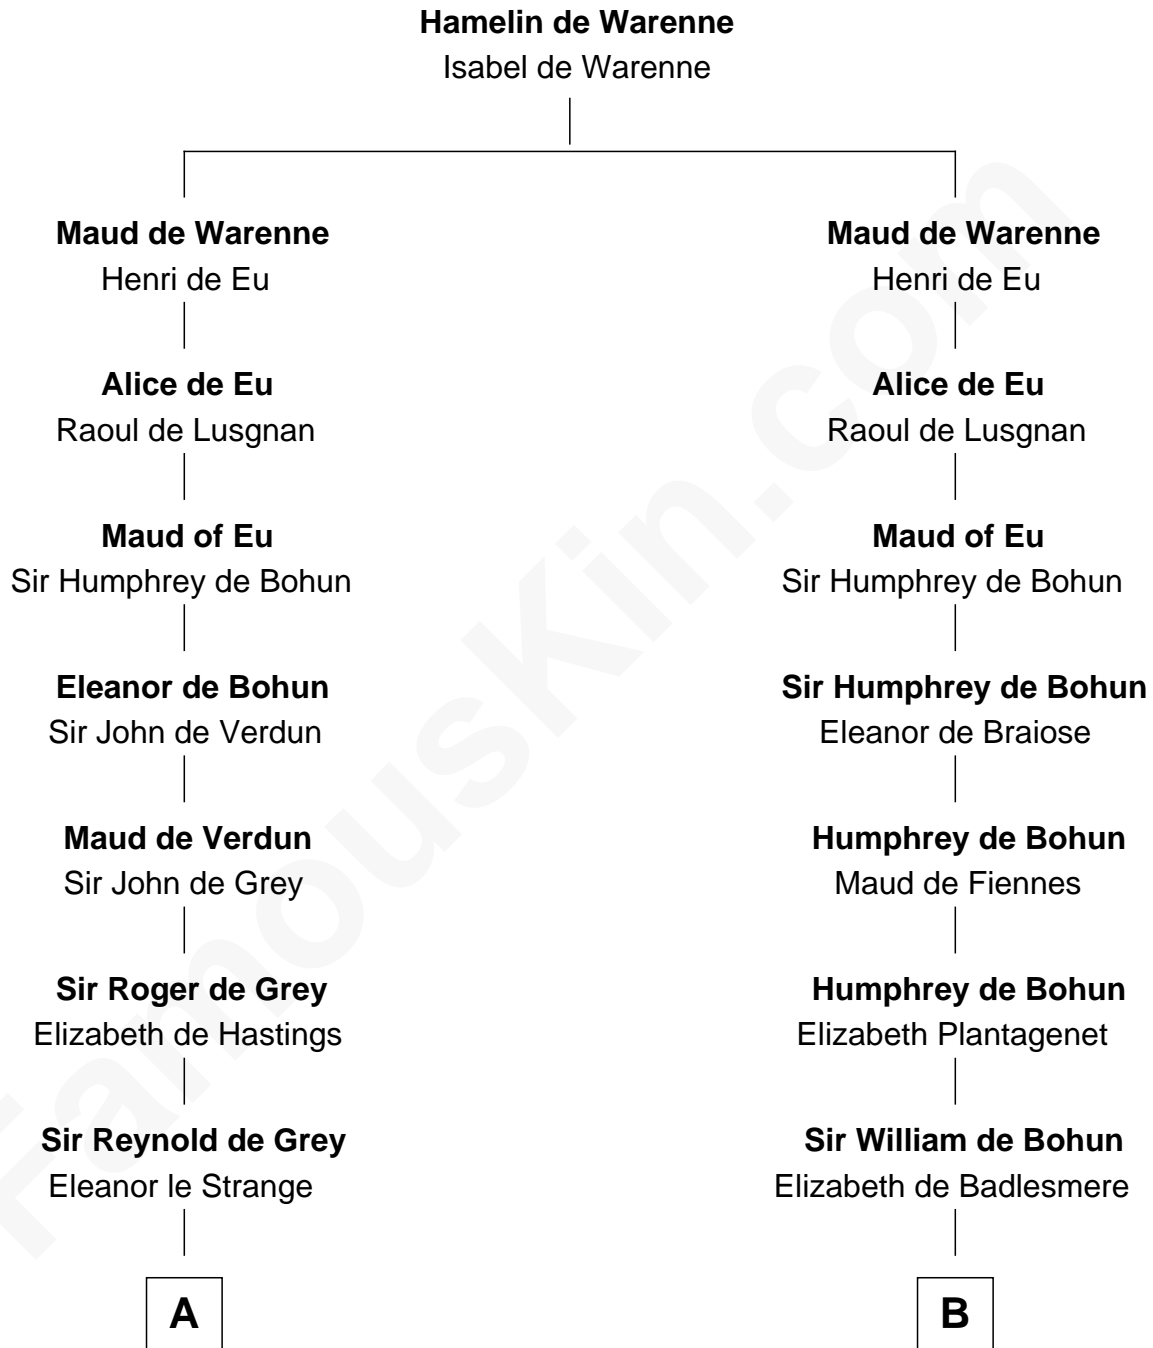 Hamelin de Warenne
Isabel de Warenne
Maud de Warenne
Henri de Eu
Alice de Eu
Raoul de Lusgnan
Maud of Eu
Sir Humphrey de Bohun
Eleanor de Bohun
Sir John de Verdun
Maud de Verdun
Sir John de Grey
Sir Roger de Grey
Elizabeth de Hastings
Sir Reynold de Grey
Eleanor le Strange
A
Maud de Warenne
Henri de Eu
Alice de Eu
Raoul de Lusgnan
Maud of Eu
Sir Humphrey de Bohun
Sir Humphrey de Bohun
Eleanor de Braiose
Humphrey de Bohun
Maud de Fiennes
Humphrey de Bohun
Elizabeth Plantagenet
Sir William de Bohun
Elizabeth de Badlesmere
B
FamousKin.com